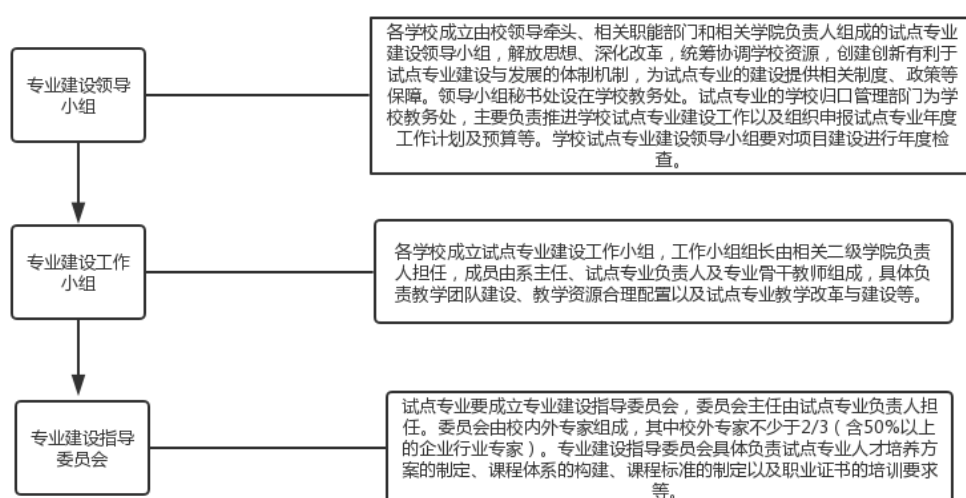 专业建设领导
小组
各学校成立由校领导牵头、相关职能部门和相关学院负责人组成的试点专业
建设领导小组，解放思想、深化改革，统筹协调学校资源，创建创新有利于
试点专业建设与发展的体制机制，为试点专业的建设提供相关制度、政策等
保障。领导小组秘书处设在学校教务处。试点专业的学校归口管理部门为学
校教务处，主要负责推进学校试点专业建设工作以及组织申报试点专业年度
工作计划及预算等。学校试点专业建设领导小组要对项目建设进行年度检
查。
专业建设工作
小组
各学校成立试点专业建设工作小组，工作小组组长由相关二级学院负责
人担任，成员由系主任、试点专业负责人及专业骨干教师组成，具体负
责教学团队建设、教学资源合理配置以及试点专业教学改革与建设等。
专业建设指导
委员会
试点专业要成立专业建设指导委员会，委员会主任由试点专业负责人担
任。委员会由校内外专家组成，其中校外专家不少于2/3（含50%以上
的企业行业专家）。专业建设指导委员会具体负责试点专业人才培养方
案的制定、课程体系的构建、课程标准的制定以及职业证书的培训要求
等。